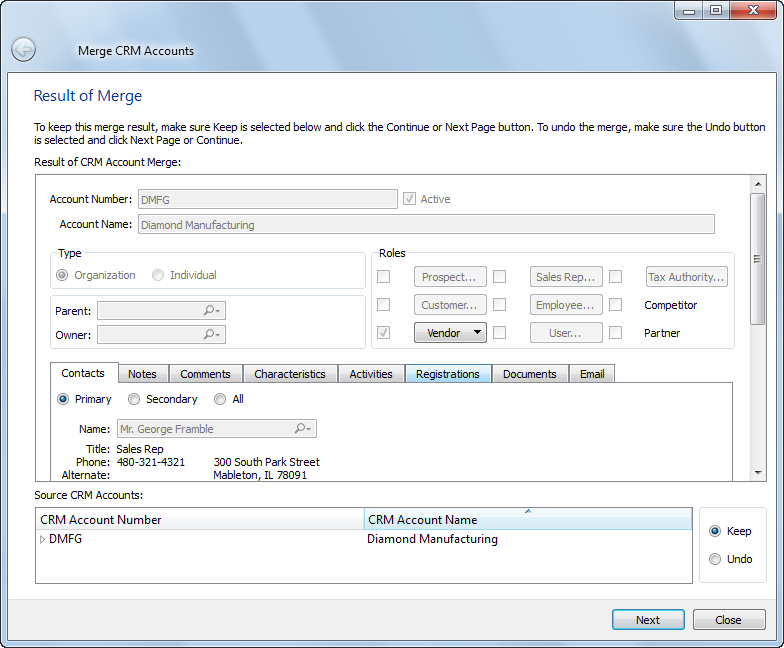 Merge CRM Accounts
Result of Merge
To keep this merge result, make sure Keep is selected below and click the Continue or Next Page button. To undo the merge, make sure the Undo button
is selected and click Next Page or Continue.
Result of CRM Account Merge:
Account Number: DMFG Active
Account Name: Diamond Manufacturing
Type
Organization Individual
Parent:
Owner:
Roles
Prospect... Sales Rep... Tax Authority...
Customer... Employee... Competitor
Vendor User... Partner
Contacts Notes Comments Characteristics Activities Registrations Documents Email
Primary Secondary All
Name: Mr. George Framble
Title: Sales Rep
Phone: 480-321-4321 300 South Park Street
Alternate: Mableton, IL 78091
Source CRM Accounts:
CRM Account Number CRM Account Name
DMFG Diamond Manufacturing
Keep
Undo
Next Close